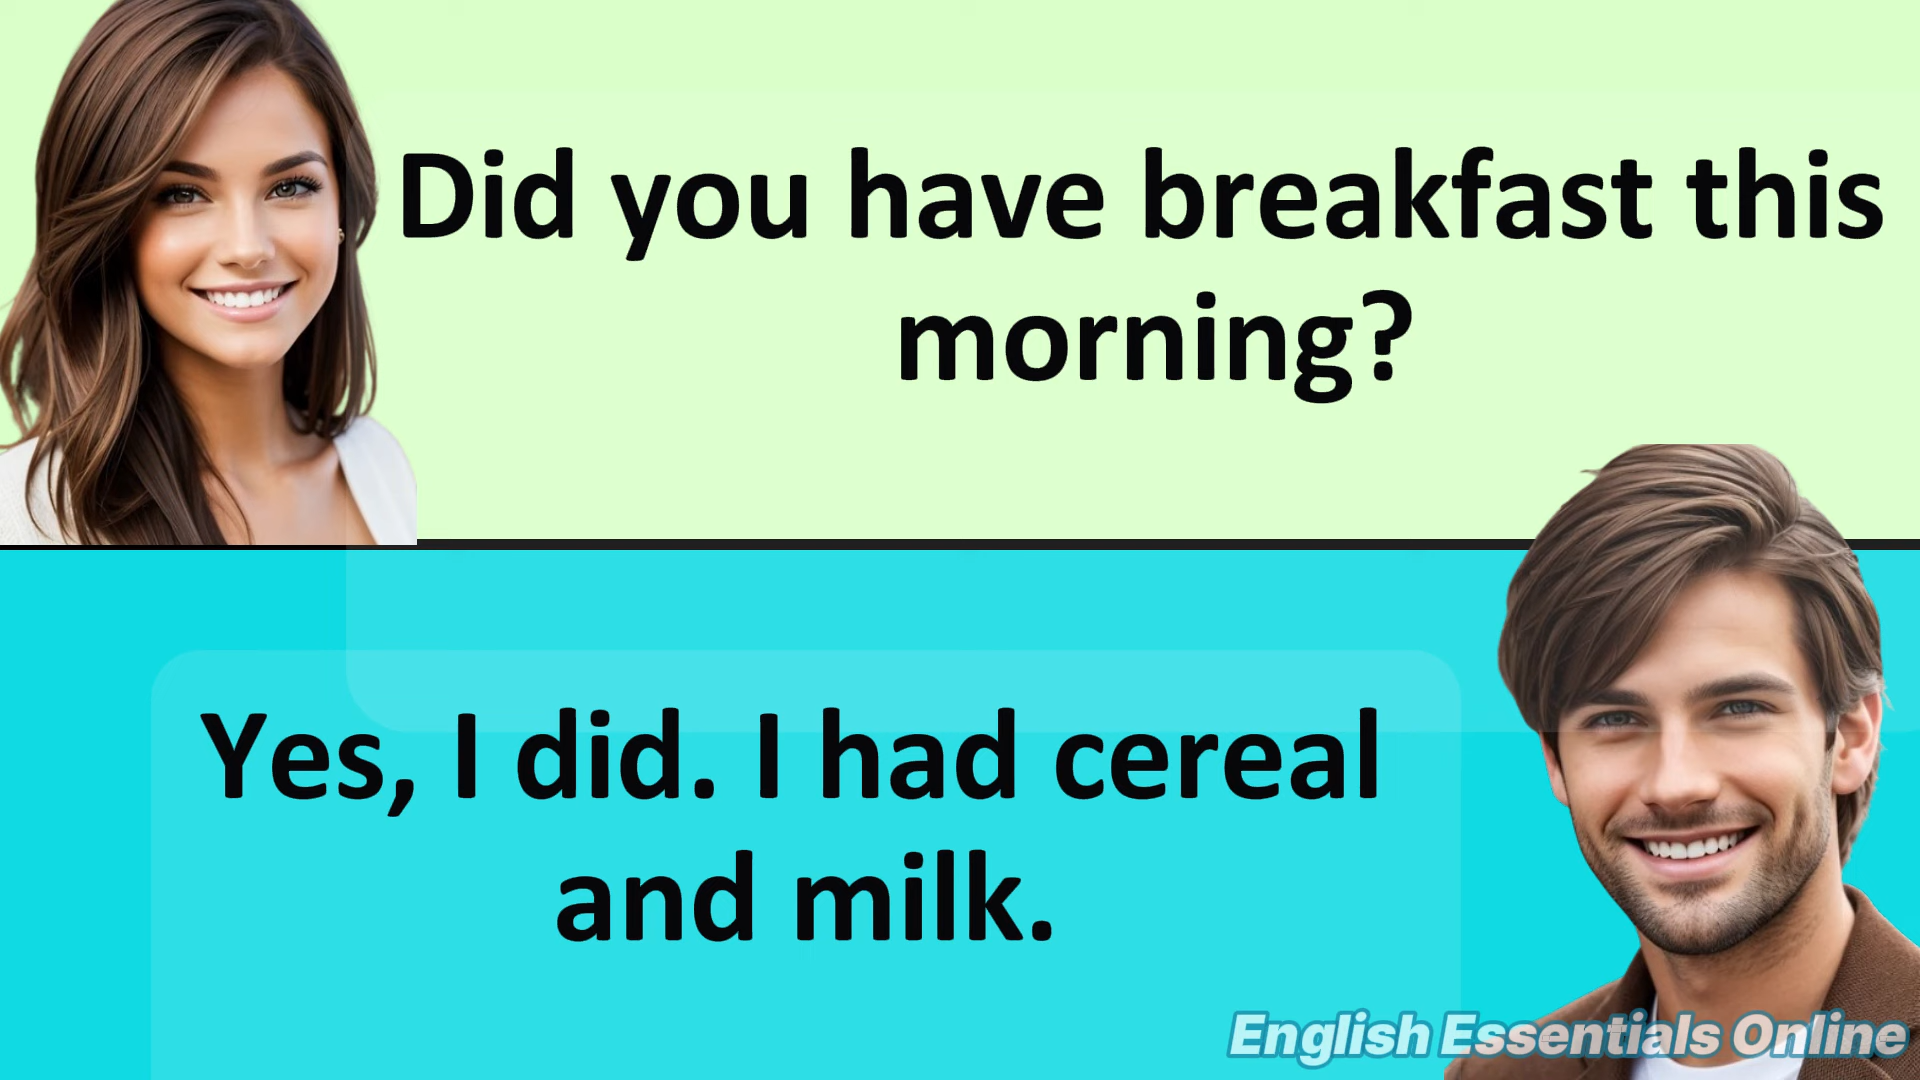 Did you have breakfast this
morning?
Yes, I did. I had cereal
and milk.
English Essentials Online